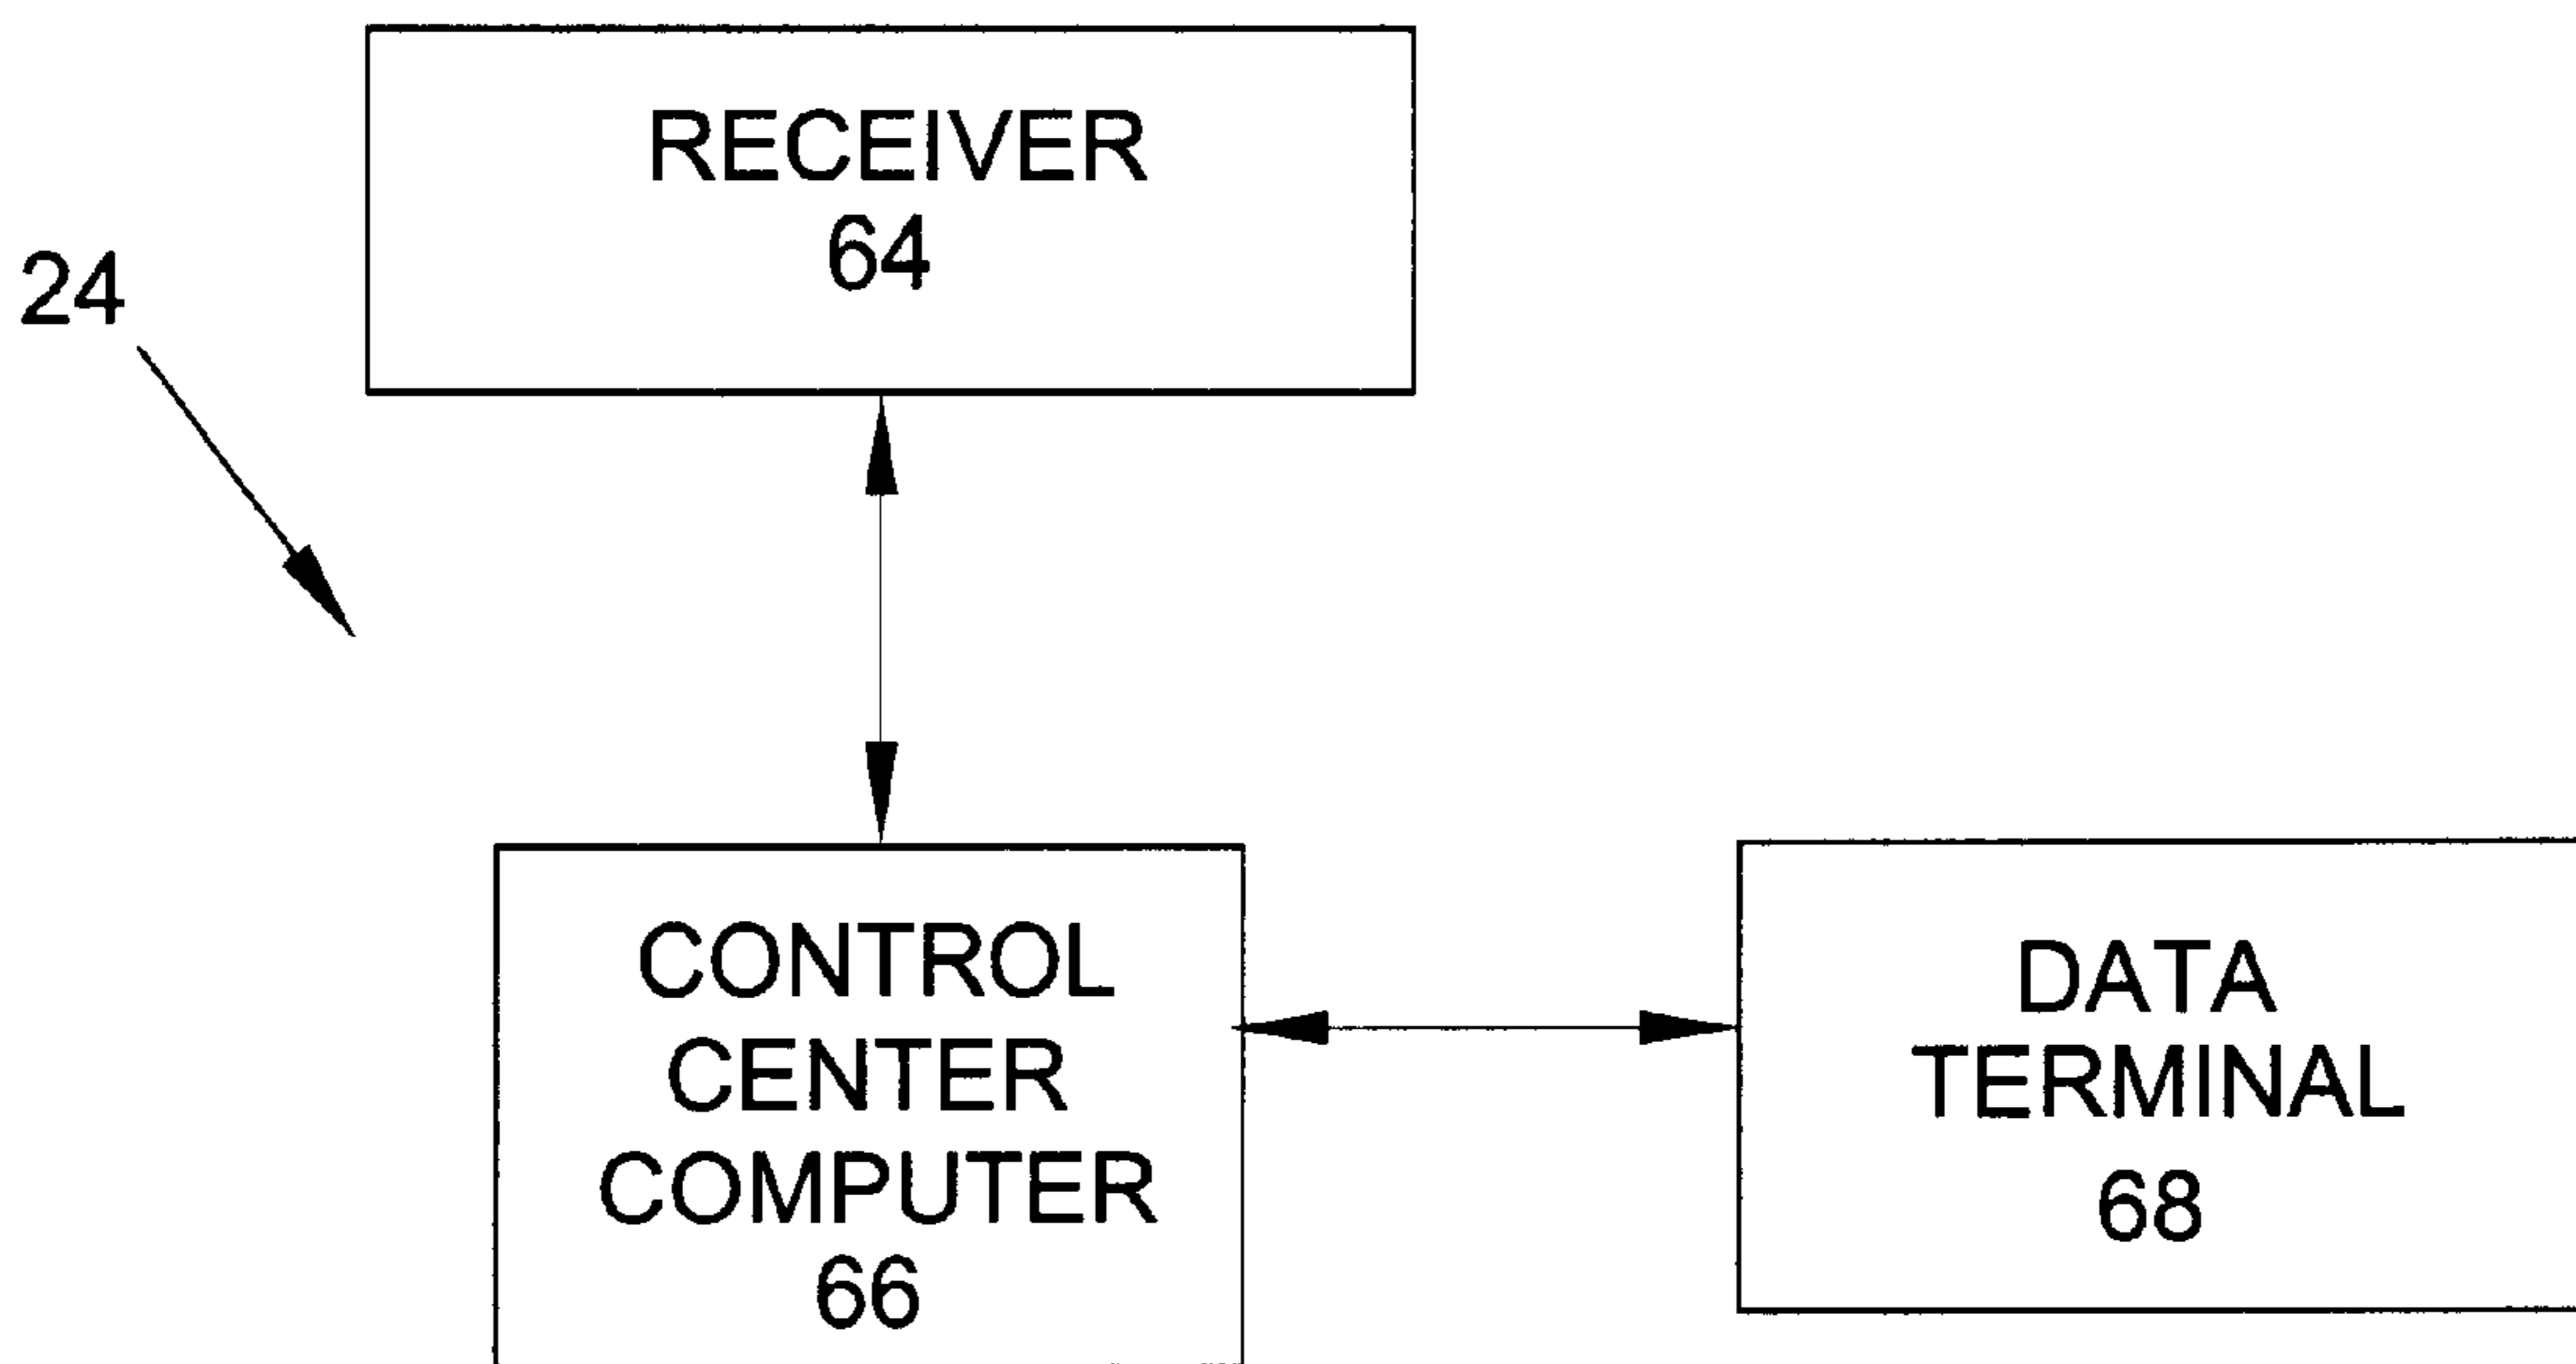 RECEIVER
64
24
CONTROL
CENTER
COMPUTER
66
DATA
TERMINAL
68